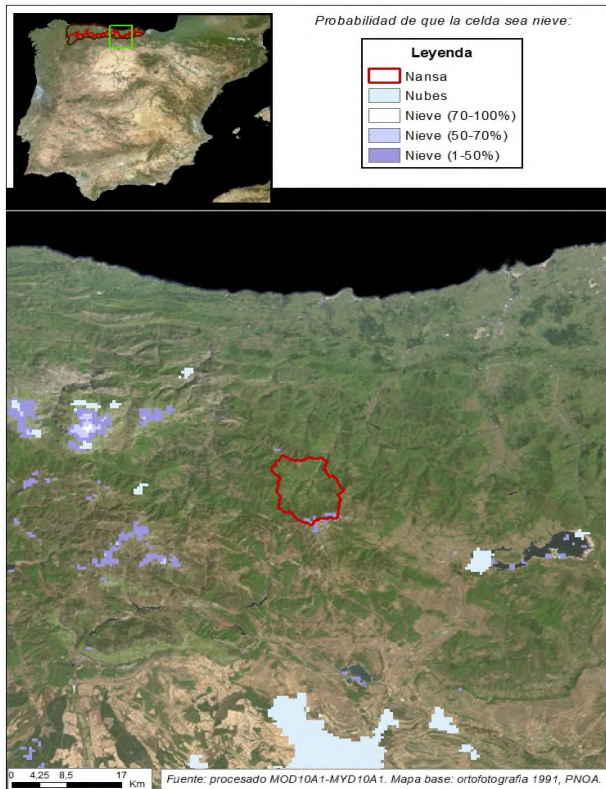 Probabilidad de que la celda sea nieve:
Leyenda
Nansa
Nubes
Nieve (70-100%)
Nieve (50-70%)
Nieve (1-50%)
0 4,25 8,5 17
Km
Fuente: procesado MOD10A1-MYD10A1. Mapa base: ortofotografia 1991, PNOA.